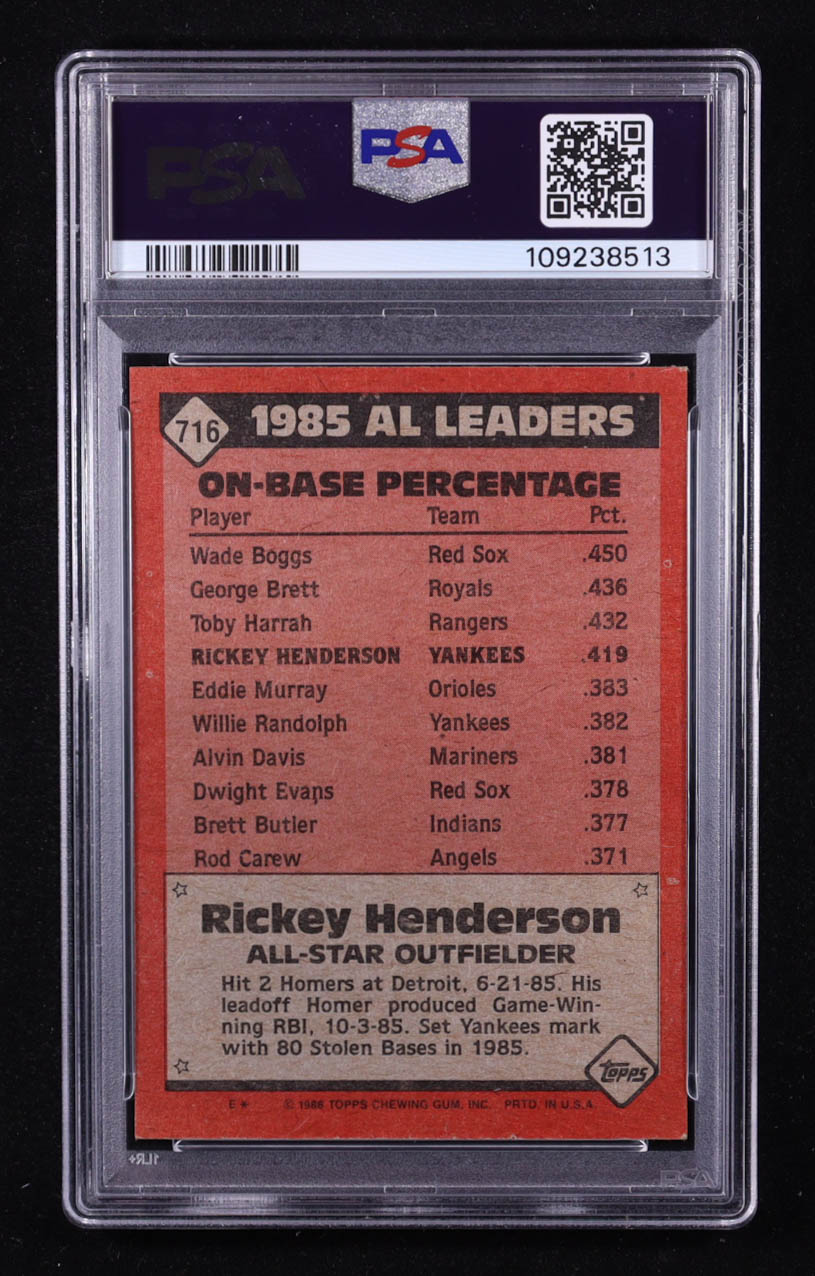 PSA
PSA
109238513
716
1985 AL LEADERS
ON-BASE PERCENTAGE
Player Team Pct.
Wade Boggs Red Sox .450
George Brett Royals .436
Toby Harrah Rangers .432
RICKEY HENDERSON YANKEES .419
Eddie Murray Orioles .383
Willie Randolph Yankees .382
Alvin Davis Mariners .381
Dwight Evans Red Sox .378
Brett Butler Indians .377
Rod Carew Angels .371
Rickey Henderson
ALL-STAR OUTFIELDER
Hit 2 Homers at Detroit, 6-21-85. His
leadoff Homer produced Game-Win-
ning RBI, 10-3-85. Set Yankees mark
with 80 Stolen Bases in 1985.
topps
E* © 1986 TOPPS CHEWING GUM, INC. PRTD. IN U.S.A.
1LR+
PSA